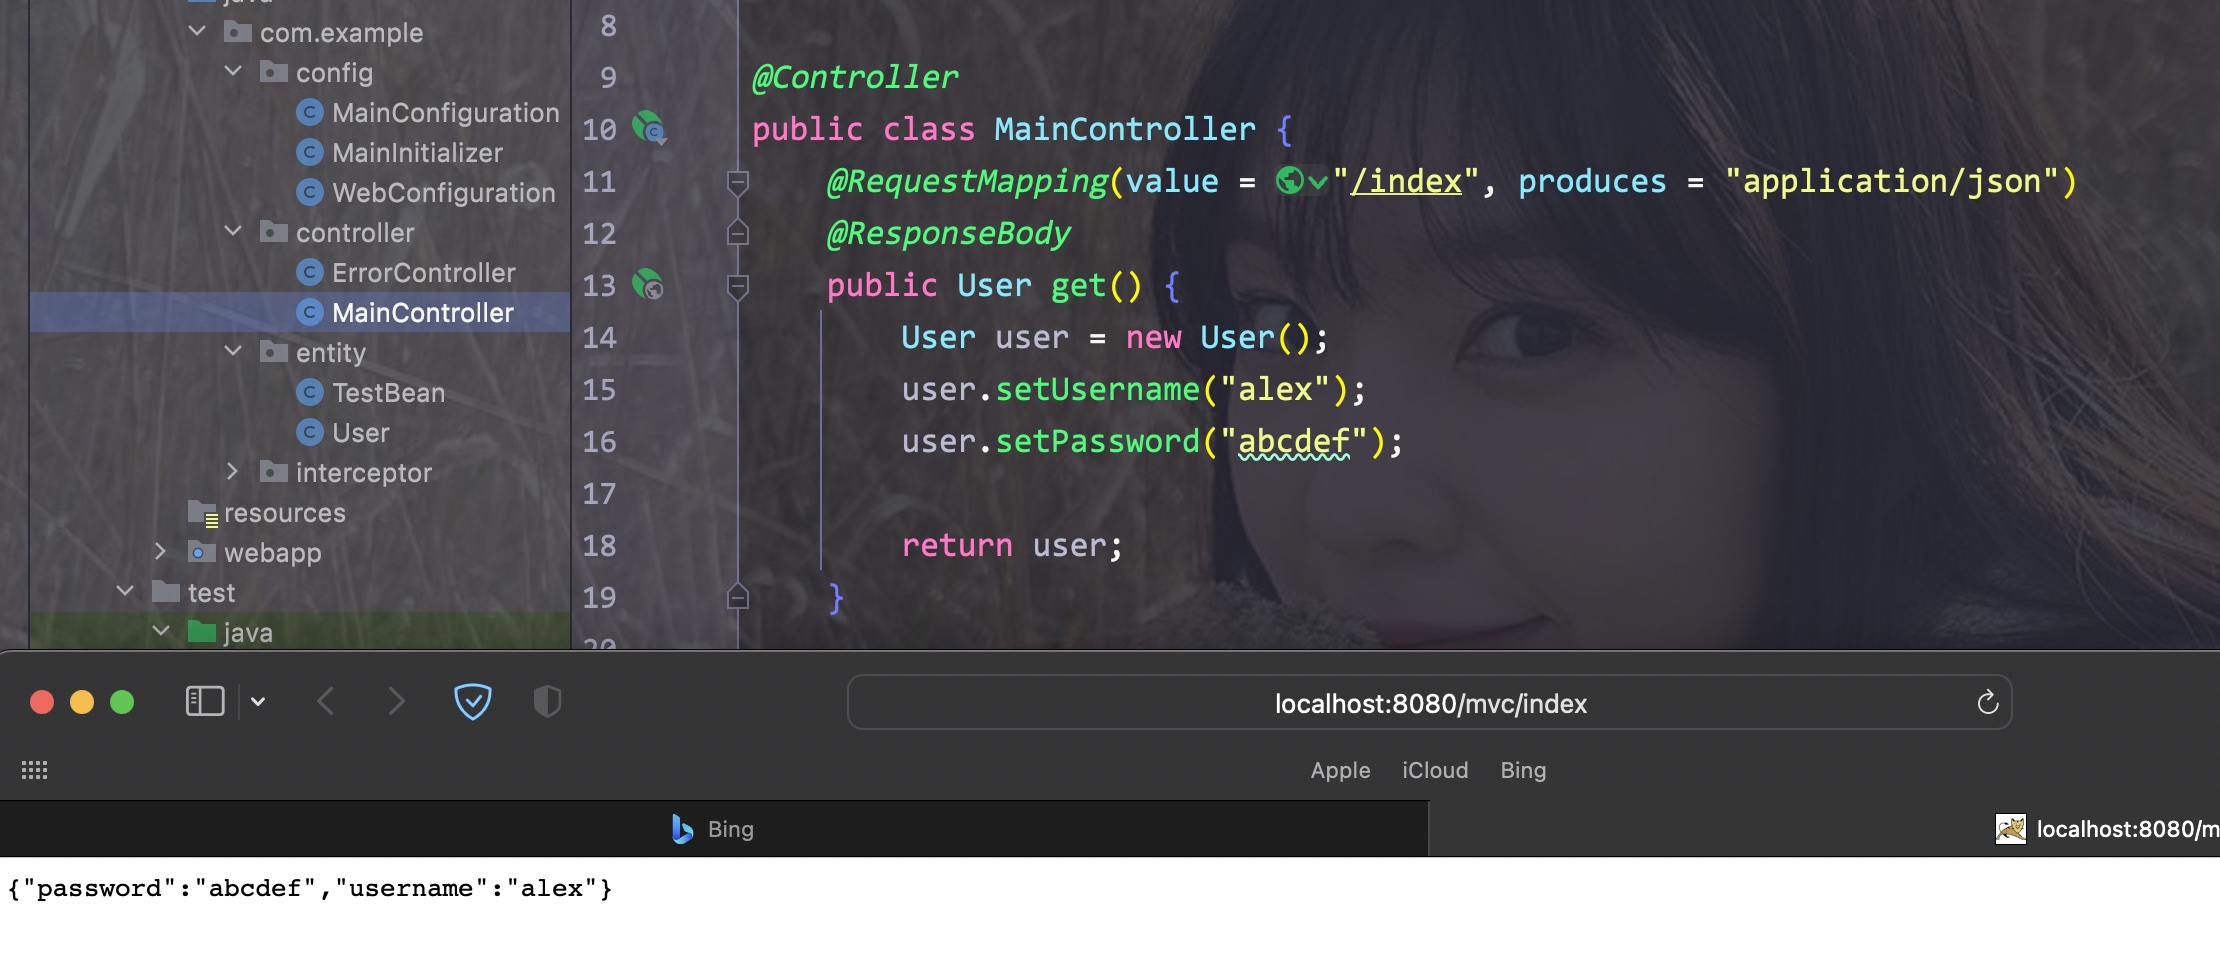 java
com.example
config
MainConfiguration
MainInitializer
WebConfiguration
controller
ErrorController
MainController
entity
TestBean
User
interceptor
resources
webapp
test
java
8
9 @Controller
10 public class MainController {
11 @RequestMapping(value = "/index", produces = "application/json")
12 @ResponseBody
13 public User get() {
14 User user = new User();
15 user.setUsername("alex");
16 user.setPassword("abcdef");
17
18 return user;
19 }
20
localhost:8080/mvc/index
Apple iCloud Bing
Bing
localhost:8080/m
{"password":"abcdef","username":"alex"}